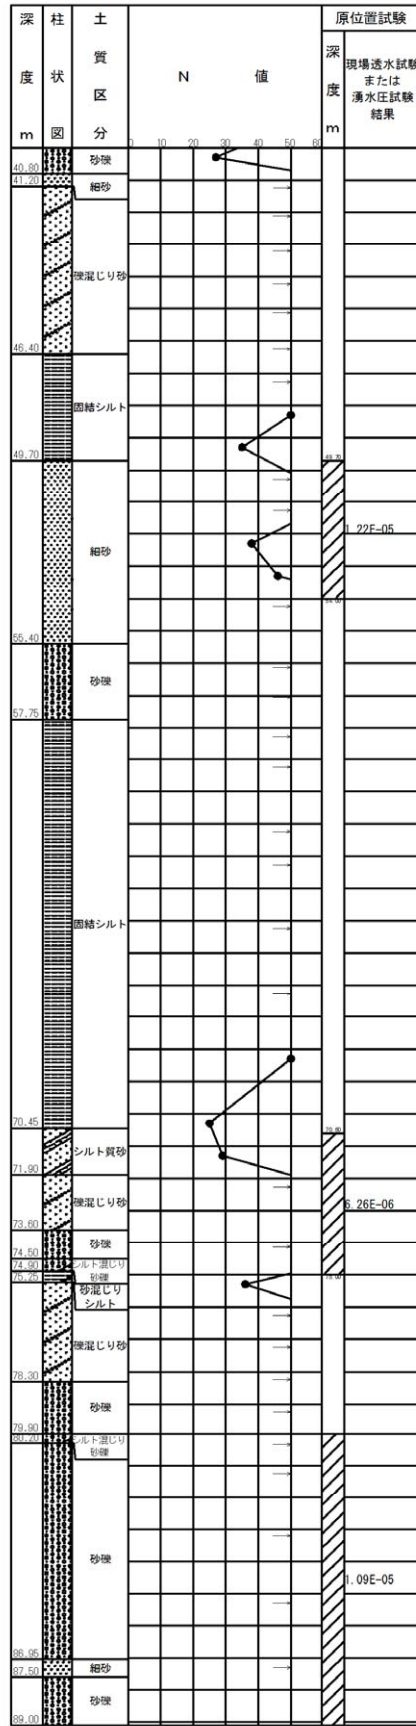 深度m
柱状図
土質区分
N 値
原位置試験
深度m
現場透水試験
または
湧水圧試験
結果
0 10 20 30 40 50 60
砂礫
40.80
41.20
細砂
礫混じり砂
46.40
固結シルト
49.70
49.70
1.22E-05
細砂
54.00
55.40
砂礫
57.75
固結シルト
70.45
70.60
シルト質砂
71.90
礫混じり砂
6.26E-06
73.60
砂礫
74.50
シルト混じり
砂礫
74.90
75.25
砂混じり
シルト
礫混じり砂
78.30
砂礫
79.90
シルト混じり
砂礫
80.20
砂礫
1.09E-05
86.95
細砂
87.50
砂礫
89.00